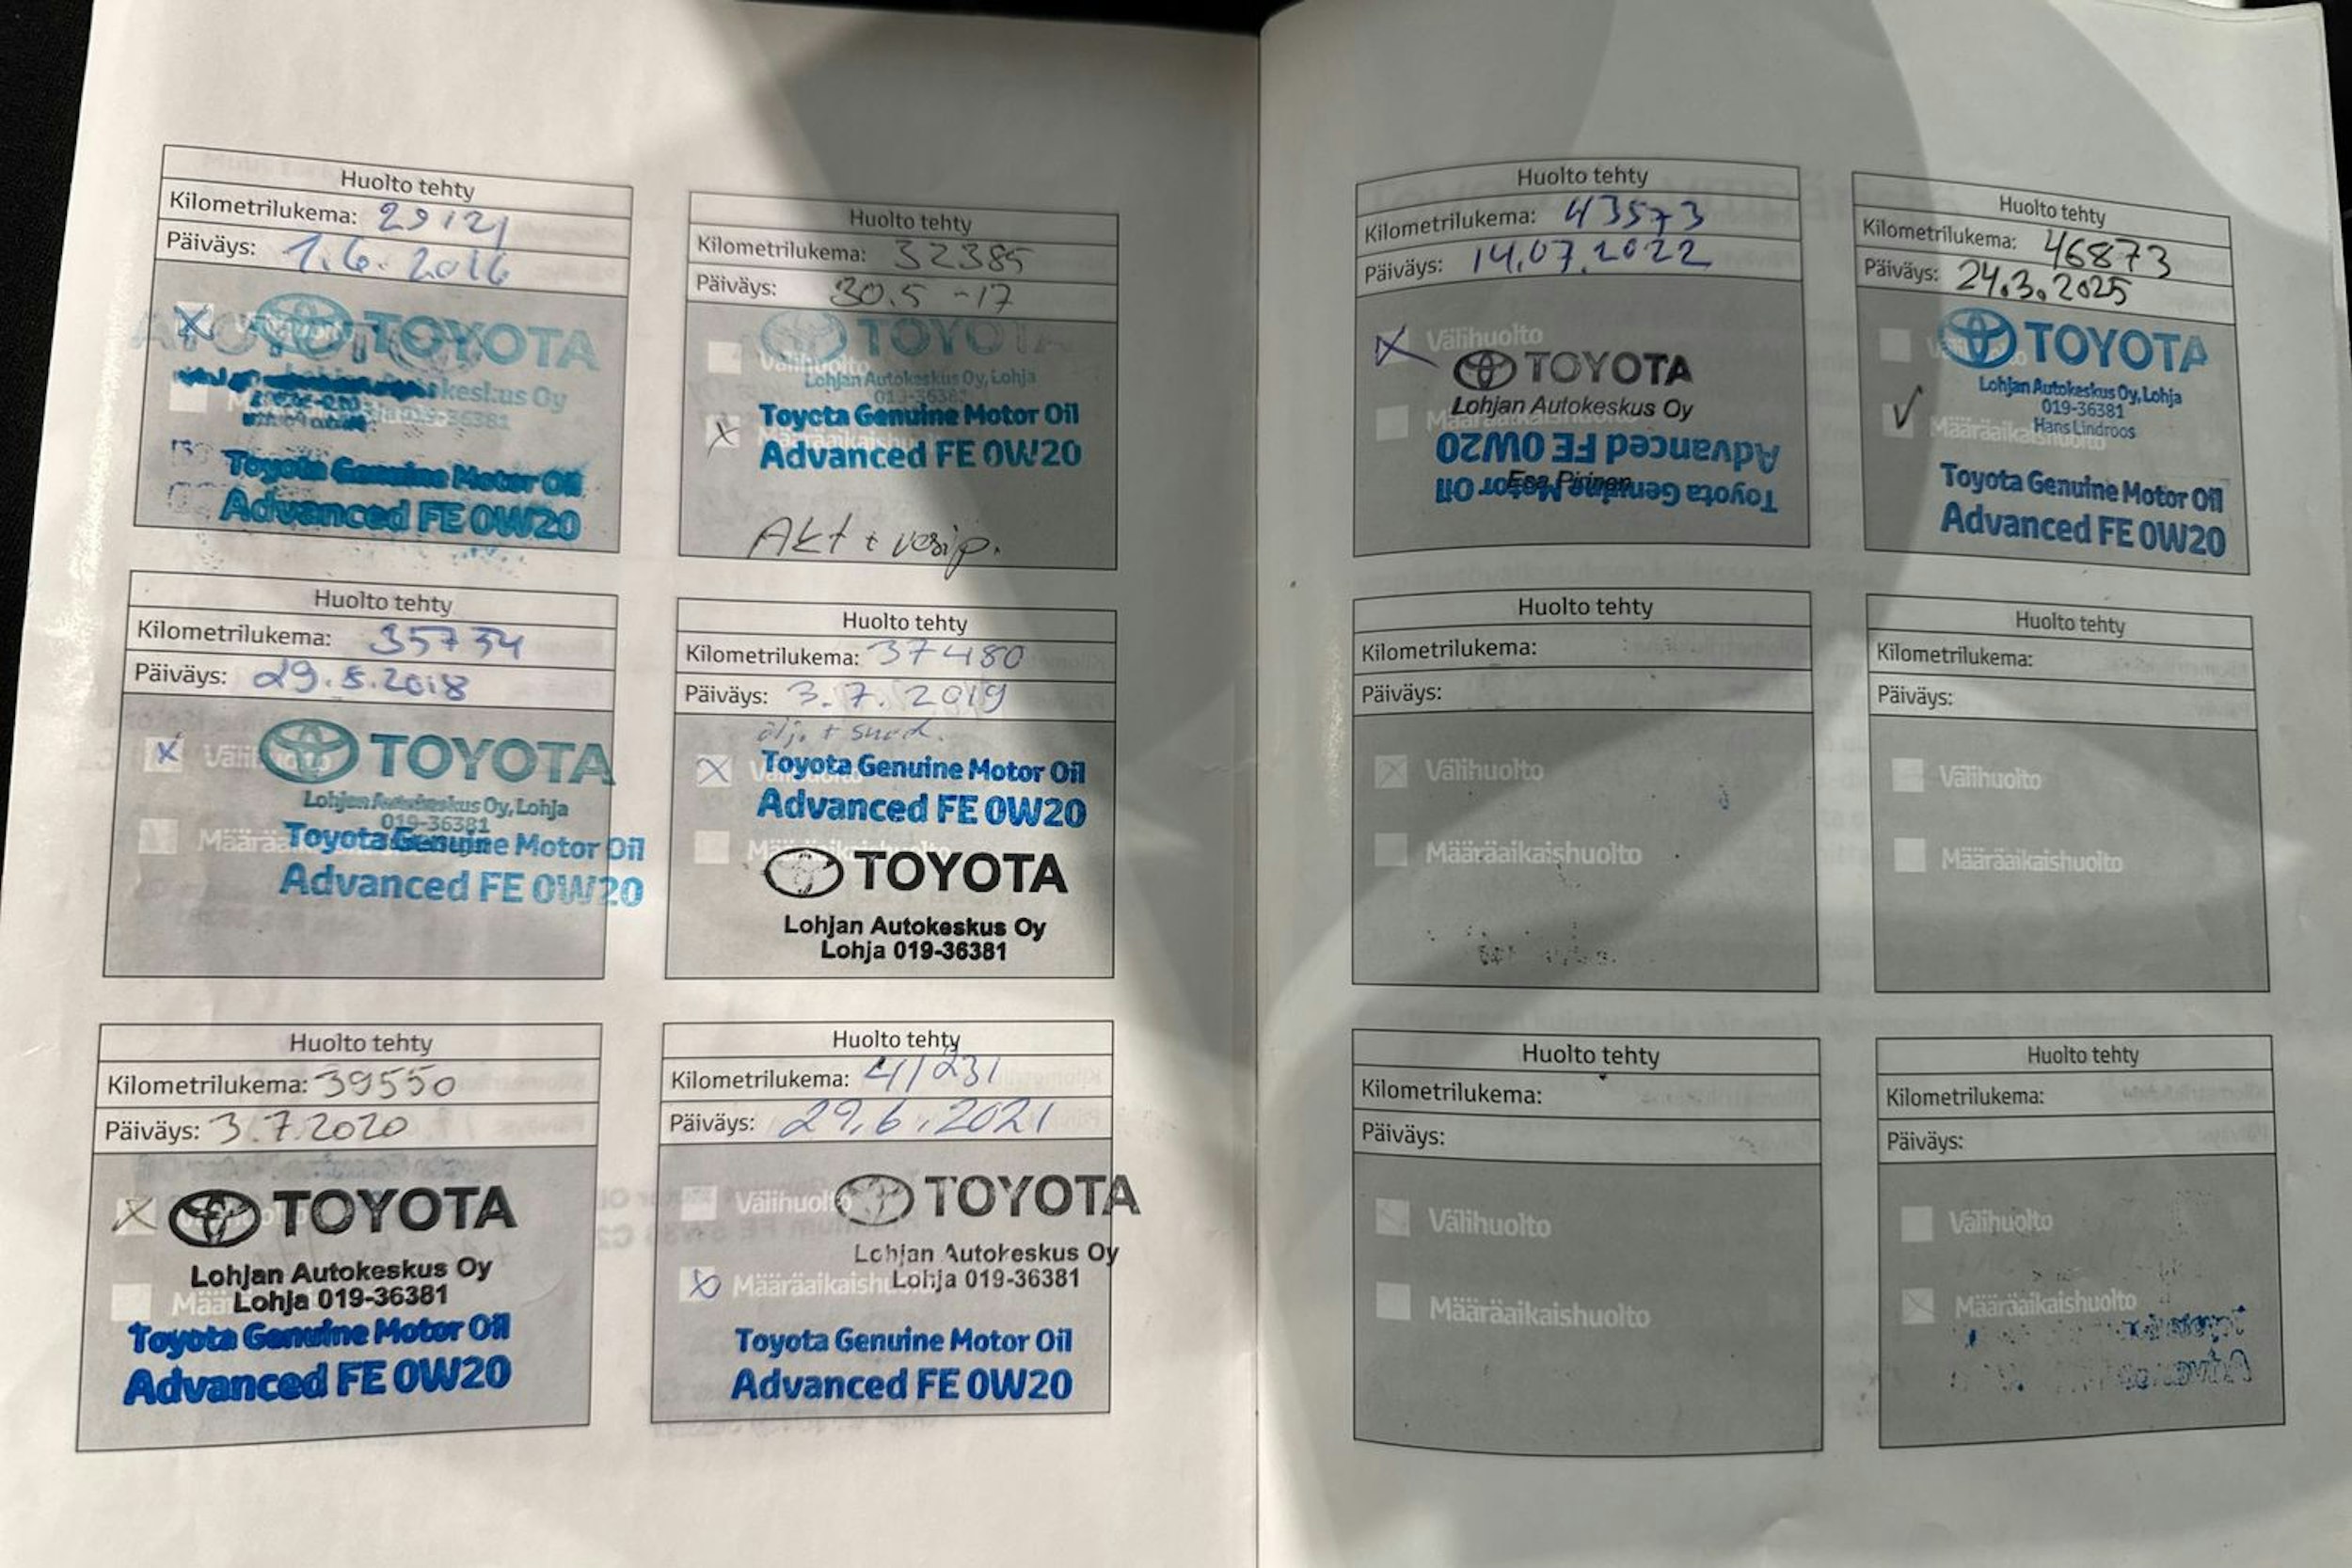 Huolto tehty
Kilometrilukema: 29121
Päiväys: 1.6.2016
TOYOTA
Toyota Genuine Motor Oil
Advanced FE 0W20
Huolto tehty
Kilometrilukema: 32385
Päiväys: 30.5 -17
TOYOTA
Välihuolto
Lohjan Autokeskus Oy, Lohja
019-36381
Toyota Genuine Motor Oil
Advanced FE 0W20
Akt + vesip.
Huolto tehty
Kilometrilukema: 35734
Päiväys: 29.5.2018
TOYOTA
Lohjan Autokeskus Oy, Lohja
019-36381
Toyota Genuine Motor Oil
Advanced FE 0W20
Huolto tehty
Kilometrilukema: 37480
Päiväys: 3.7.2019
öljy + suod.
Toyota Genuine Motor Oil
Advanced FE 0W20
TOYOTA
Lohjan Autokeskus Oy
Lohja 019-36381
Huolto tehty
Kilometrilukema: 39550
Päiväys: 3.7.2020
TOYOTA
Lohjan Autokeskus Oy
Lohja 019-36381
Toyota Genuine Motor Oil
Advanced FE 0W20
Huolto tehty
Kilometrilukema: 41231
Päiväys: 29.6.2021
Välihuolto
TOYOTA
Lohjan Autokeskus Oy
Määräaikaishuolto
Lohja 019-36381
Toyota Genuine Motor Oil
Advanced FE 0W20
Huolto tehty
Kilometrilukema: 43573
Päiväys: 14.07.2022
Välihuolto
TOYOTA
Lohjan Autokeskus Oy
Määräaikaishuolto
Advanced FE 0W20
Esa Pirinen
Toyota Genuine Motor Oil
Huolto tehty
Kilometrilukema: 46873
Päiväys: 24.3.2025
TOYOTA
Lohjan Autokeskus Oy, Lohja
019-36381
Hans Lindroos
Määräaikaishuolto
Toyota Genuine Motor Oil
Advanced FE 0W20
Huolto tehty
Kilometrilukema:
Päiväys:
Välihuolto
Määräaikaishuolto
Huolto tehty
Kilometrilukema:
Päiväys:
Välihuolto
Määräaikaishuolto
Huolto tehty
Kilometrilukema:
Päiväys:
Välihuolto
Määräaikaishuolto
Huolto tehty
Kilometrilukema:
Päiväys:
Välihuolto
Määräaikaishuolto